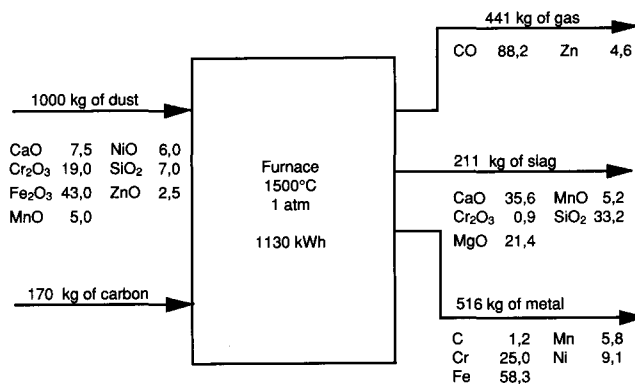 441 kg of gas
CO 88,2 Zn 4,6
1000 kg of dust
CaO 7,5 NiO 6,0
Cr₂O₃ 19,0 SiO₂ 7,0
Fe₂O₃ 43,0 ZnO 2,5
MnO 5,0
Furnace
1500°C
1 atm
1130 kWh
211 kg of slag
CaO 35,6 MnO 5,2
Cr₂O₃ 0,9 SiO₂ 33,2
MgO 21,4
170 kg of carbon
516 kg of metal
C 1,2 Mn 5,8
Cr 25,0 Ni 9,1
Fe 58,3